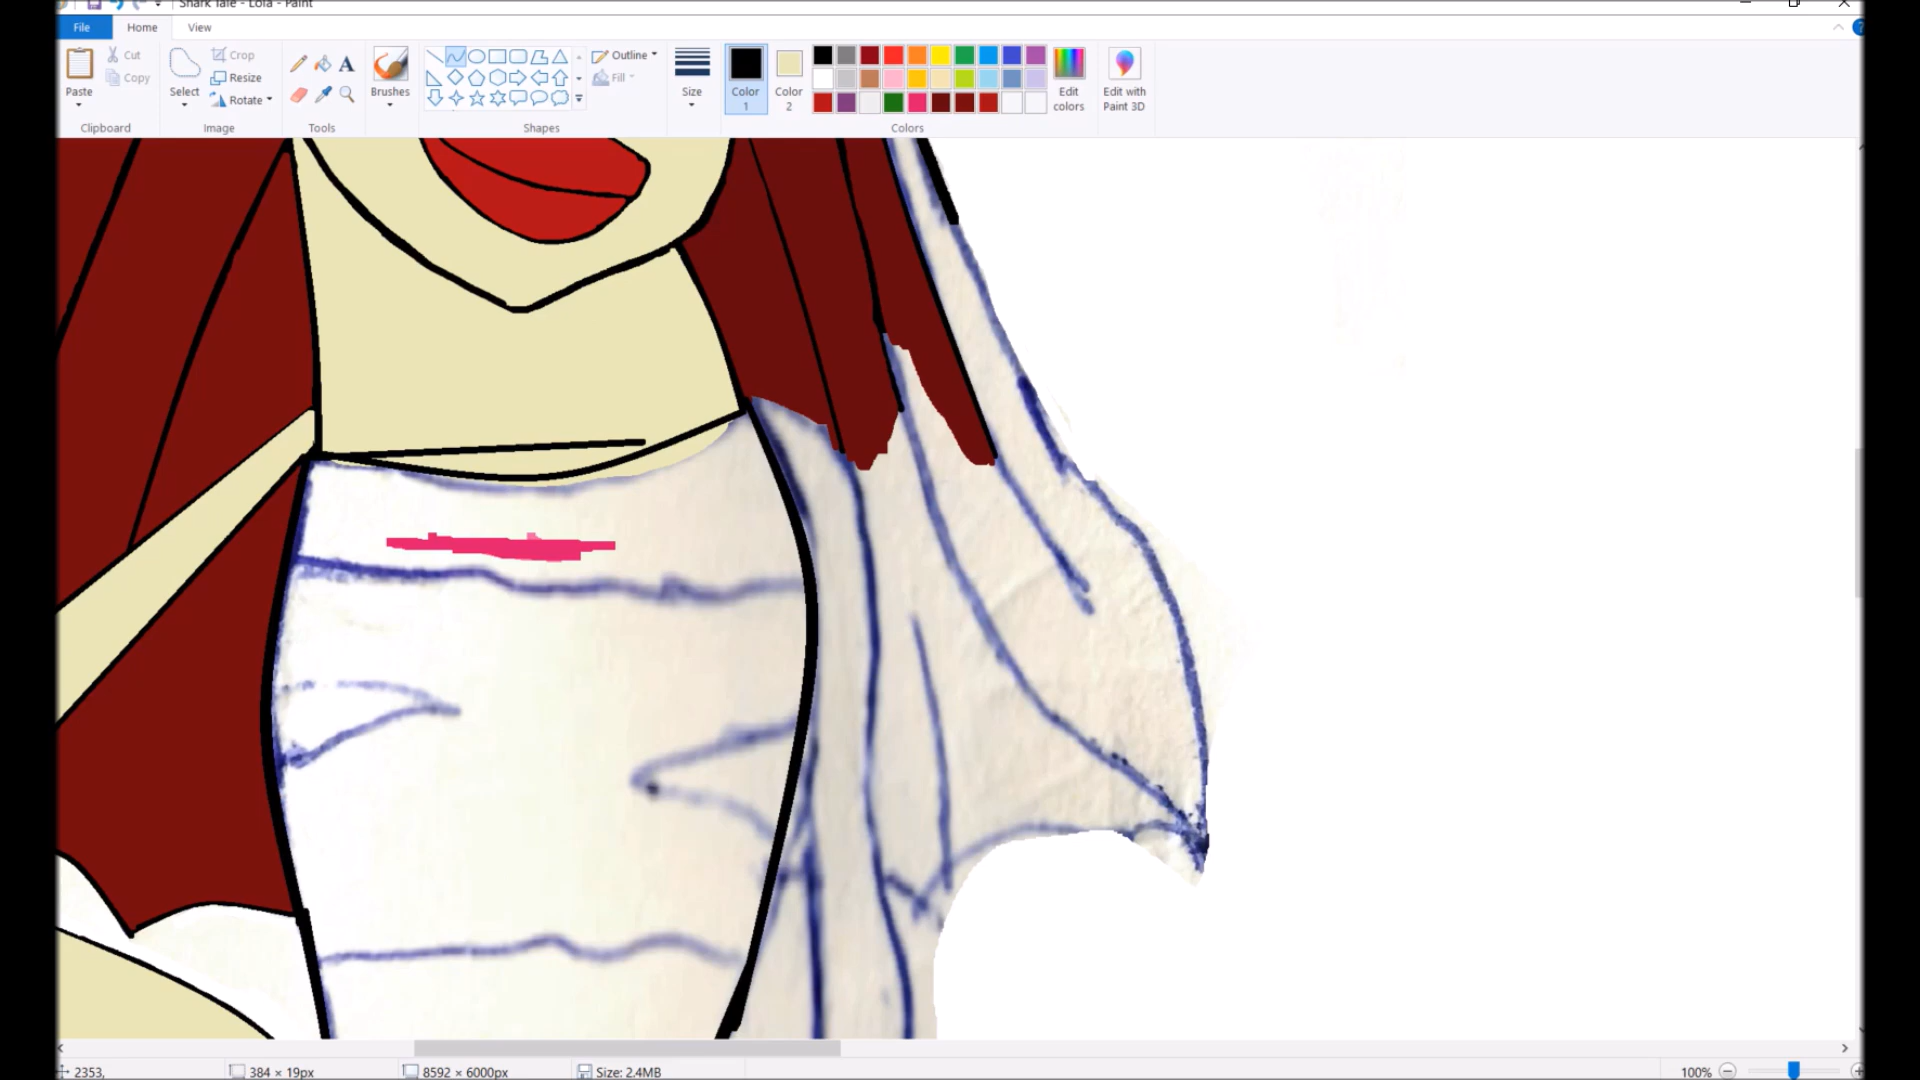 Shark Tale - Lola - Paint
File
Home
View
Paste
Cut
Copy
Clipboard
Select
Crop
Resize
Rotate
Image
A
Tools
Brushes
Outline
Fill
Shapes
Size
Color 1
Color 2
Colors
Edit colors
Edit with Paint 3D
2353,
384 × 19px
8592 × 6000px
Size: 2.4MB
100%